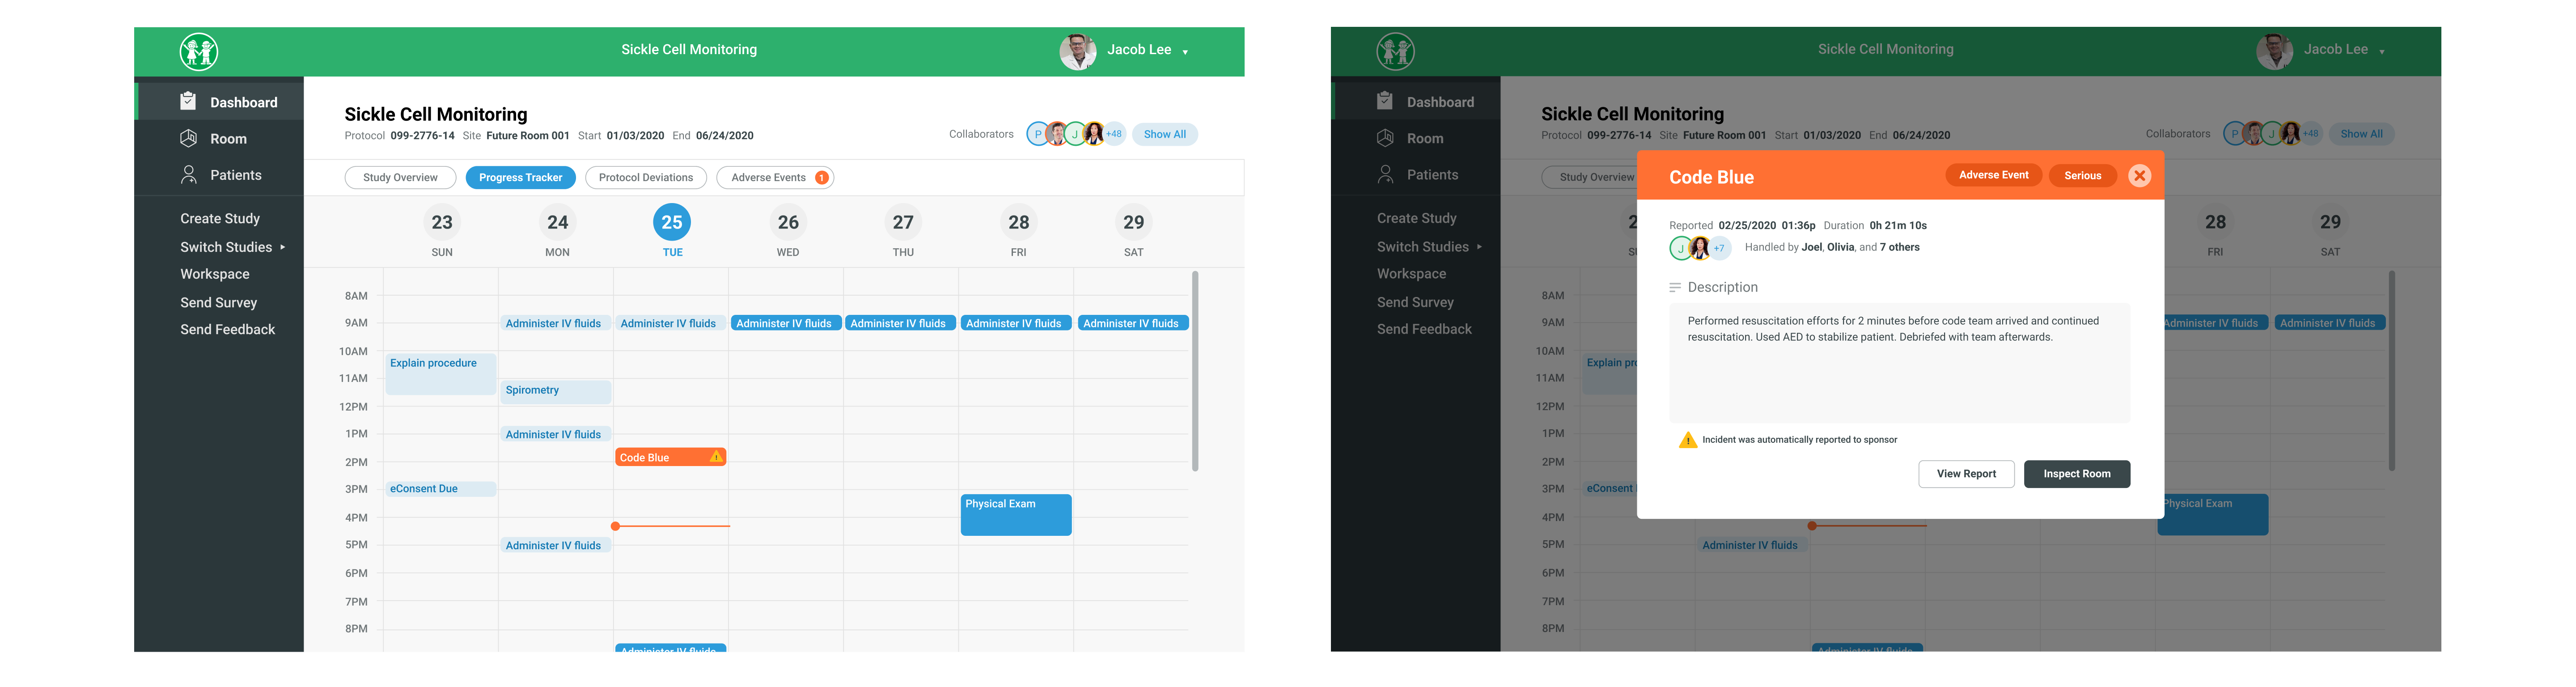 Sickle Cell Monitoring
Jacob Lee
Dashboard
Room
Patients
Create Study
Switch Studies
Workspace
Send Survey
Send Feedback
Sickle Cell Monitoring
Protocol 099-2776-14 Site Future Room 001 Start 01/03/2020 End 06/24/2020
Collaborators P J +48 Show All
Study Overview Progress Tracker Protocol Deviations Adverse Events 1
23 24 25 26 27 28 29
SUN MON TUE WED THU FRI SAT
8AM
9AM Administer IV fluids Administer IV fluids Administer IV fluids Administer IV fluids Administer IV fluids Administer IV fluids
10AM
Explain procedure
11AM
Spirometry
12PM
1PM Administer IV fluids
Code Blue
2PM
3PM eConsent Due
Physical Exam
4PM
5PM Administer IV fluids
6PM
7PM
8PM
Administer IV fluids
Sickle Cell Monitoring
Jacob Lee
Dashboard
Room
Patients
Create Study
Switch Studies
Workspace
Send Survey
Send Feedback
Sickle Cell Monitoring
Protocol 099-2776-14 Site Future Room 001 Start 01/03/2020 End 06/24/2020
Collaborators P J +48 Show All
Study Overview
28 29
FRI SAT
8AM
9AM Administer IV fluids Administer IV fluids
10AM
Explain pro
11AM
12PM
1PM
2PM
3PM eConsent
Physical Exam
4PM
5PM Administer IV fluids
6PM
7PM
8PM
Administer IV fluids
Code Blue
Adverse Event Serious
Reported 02/25/2020 01:36p Duration 0h 21m 10s
J +7 Handled by Joel, Olivia, and 7 others
Description
Performed resuscitation efforts for 2 minutes before code team arrived and continued
resuscitation. Used AED to stabilize patient. Debriefed with team afterwards.
Incident was automatically reported to sponsor
View Report Inspect Room